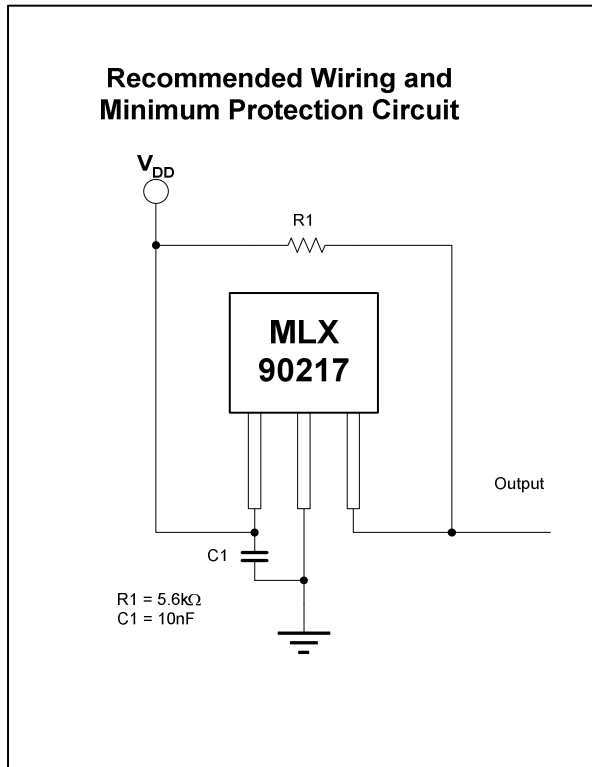 Recommended Wiring and
Minimum Protection Circuit
VDD
R1
MLX
90217
Output
C1
R1 = 5.6kΩ
C1 = 10nF